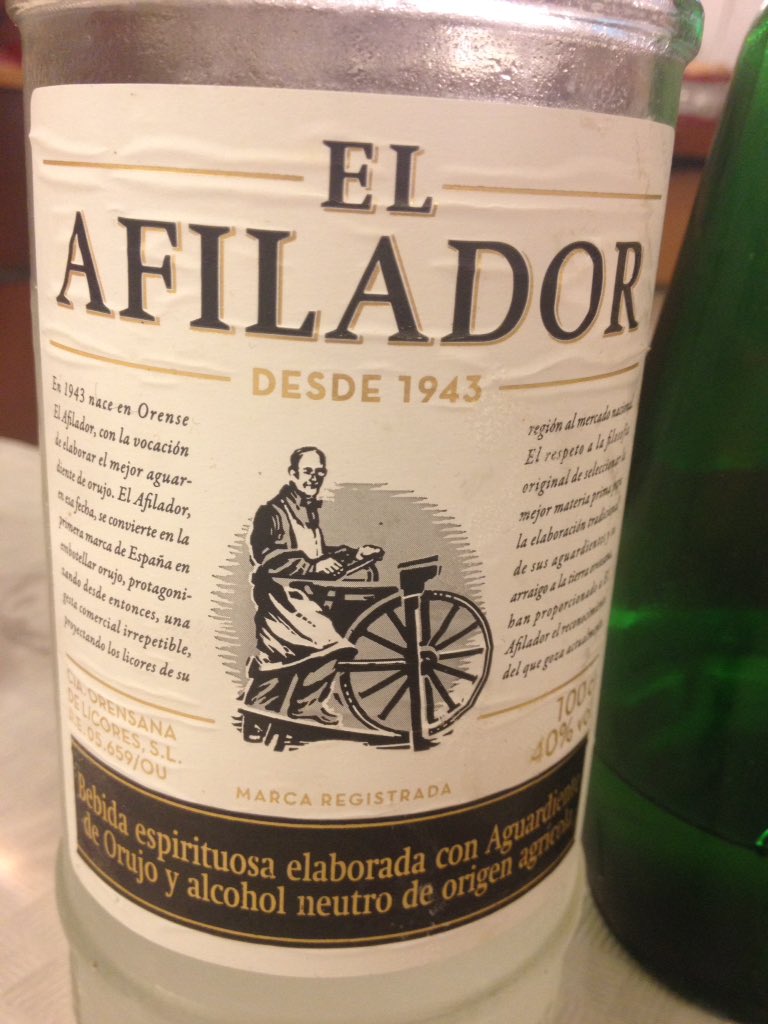 EL
AFILADOR
DESDE 1943
En 1943 nace en Orense
El Afilador, con la vocación
de elaborar el mejor aguar-
diente de orujo. El Afilador,
en esa fecha, se convierte en la
primera marca de España en
embotellar orujo, protagoni-
zando desde entonces, una
gesta comercial irrepetible,
proyectando los licores de su
región al mercado nacional.
El respeto a la filosofía
original de seleccionar la
mejor materia prima para
la elaboración tradicional
de sus aguardientes y su
arraigo a la tierra orensana,
han proporcionado a El
Afilador el reconocimiento
del que goza actualmente.
CIA. ORENSANA
DE LICORES, S.L.
R.E. 05.659/OU
100 cl
40% vol
MARCA REGISTRADA
Bebida espirituosa elaborada con Aguardiente
de Orujo y alcohol neutro de origen agrícola